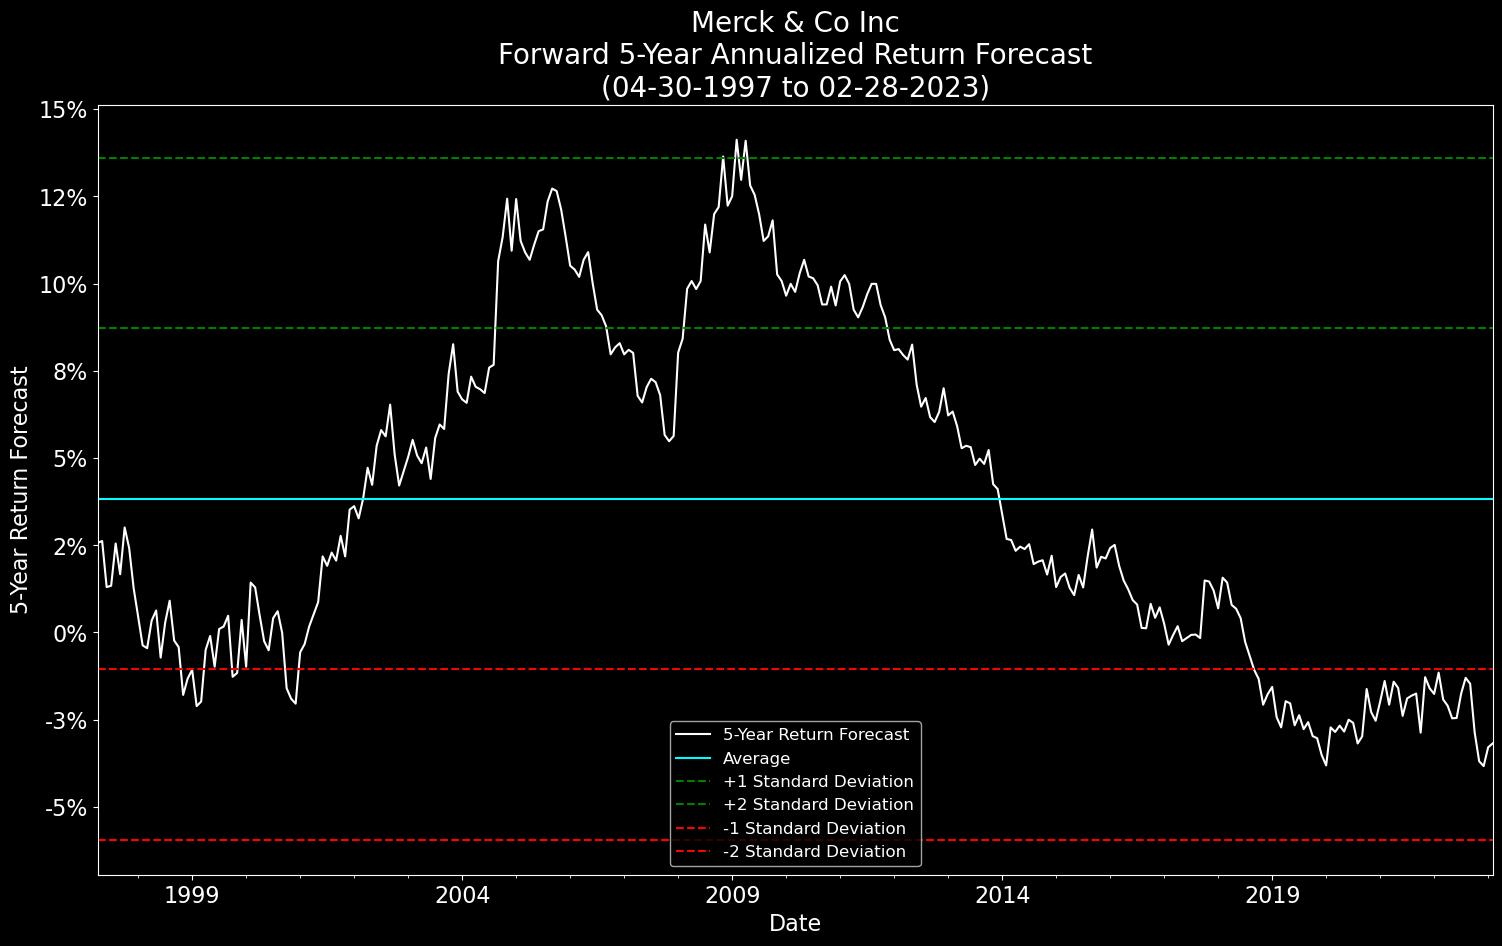 Merck & Co Inc
Forward 5-Year Annualized Return Forecast
(04-30-1997 to 02-28-2023)
15%
12%
10%
8%
5%
2%
0%
-3%
-5%
5-Year Return Forecast
5-Year Return Forecast
Average
+1 Standard Deviation
+2 Standard Deviation
-1 Standard Deviation
-2 Standard Deviation
1999
2004
2009
2014
2019
Date